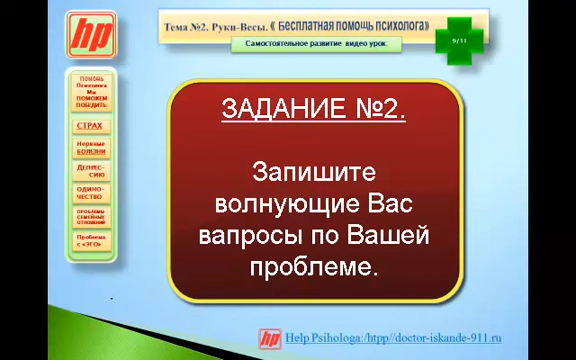 hp
Тема №2. Руки-Весы. « Бесплатная помощь психолога»
Самостоятельное развитие видео урок:
9/11
ПОМОЧЬ
Психолога
Мы
ПОМОЖЕМ
ПОБЕДИТЬ:
СТРАХ
Нервные
БОЛЕЗНИ
ДЕПРЕС-
СИЮ
ОДИНО-
ЧЕСТВО
ПРОБЛЕМЫ
СЕМЕЙНЫХ
ОТНОШЕНИЙ
Проблема
с «ЭГО»
ЗАДАНИЕ №2.
Запишите
волнующие Вас
вапросы по Вашей
проблеме.
hp Help Psihologa:/htpp//doctor-iskande-911.ru